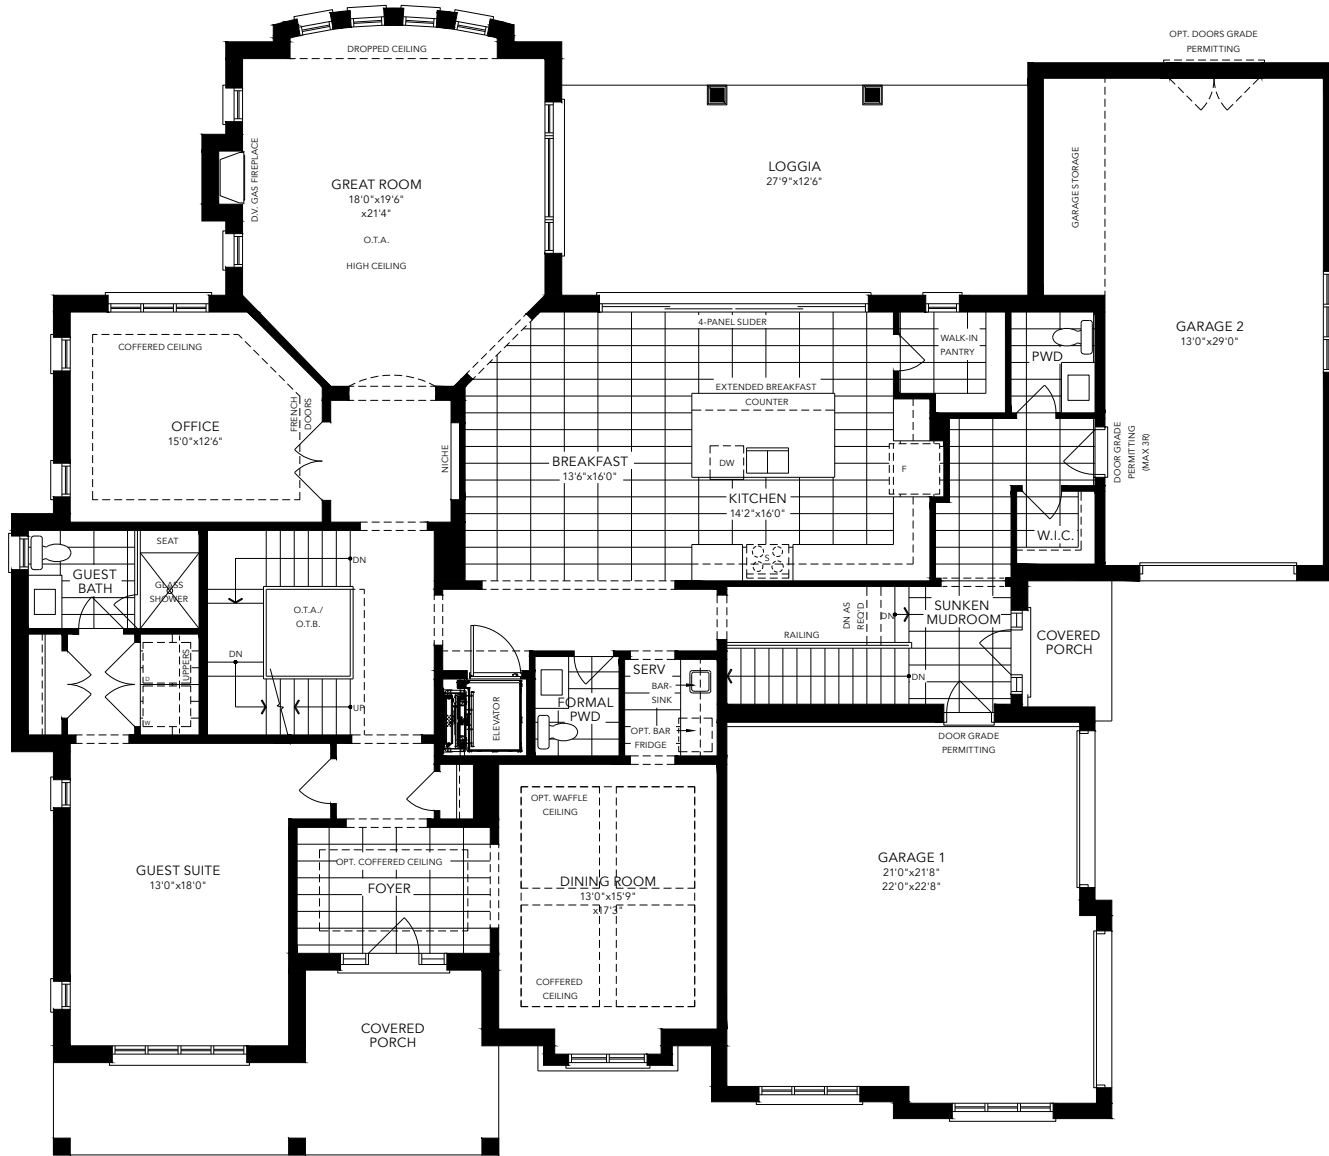 OPT. DOORS GRADE
PERMITTING
DROPPED CEILING
D.V. GAS FIREPLACE
GREAT ROOM
18'0"x19'6"
x21'4"
O.T.A.
HIGH CEILING
LOGGIA
27'9"x12'6"
GARAGE STORAGE
GARAGE 2
13'0"x29'0"
COFFERED CEILING
OFFICE
15'0"x12'6"
FRENCH
DOORS
NICHE
4-PANEL SLIDER
WALK-IN
PANTRY
PWD
EXTENDED BREAKFAST
COUNTER
BREAKFAST
13'6"x16'0"
DW
F
KITCHEN
14'2"x16'0"
S
DOOR GRADE
PERMITTING
(MAX 3R)
W.I.C.
SEAT
GLASS
SHOWER
GUEST
BATH
DN
O.T.A./
O.T.B.
DN
UP
UPPERS
D
W
DN AS
REQ'D
DN
RAILING
DN
SUNKEN
MUDROOM
COVERED
PORCH
ELEVATOR
FORMAL
PWD
SERV
BAR-
SINK
OPT. BAR
FRIDGE
DOOR GRADE
PERMITTING
GUEST SUITE
13'0"x18'0"
OPT. COFFERED CEILING
FOYER
OPT. WAFFLE
CEILING
DINING ROOM
13'0"x15'9"
x17'3"
COFFERED
CEILING
GARAGE 1
21'0"x21'8"
22'0"x22'8"
COVERED
PORCH